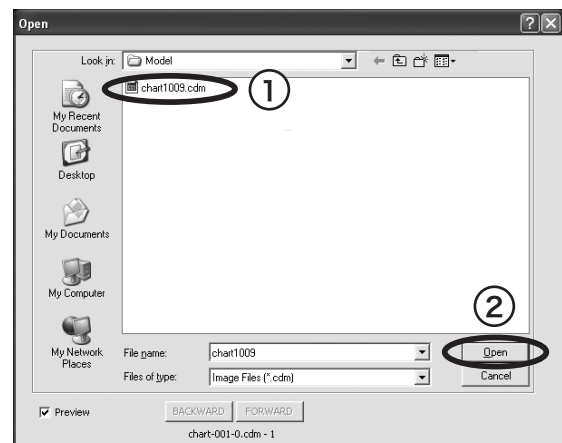 Open
Look in: Model
chart1009.cdm
1
My Recent
Documents
Desktop
My Documents
My Computer
2
My Network
Places
File name: chart1009 Open
Files of type: Image Files (*.cdm) Cancel
Preview BACKWARD FORWARD
chart-001-0.cdm - 1